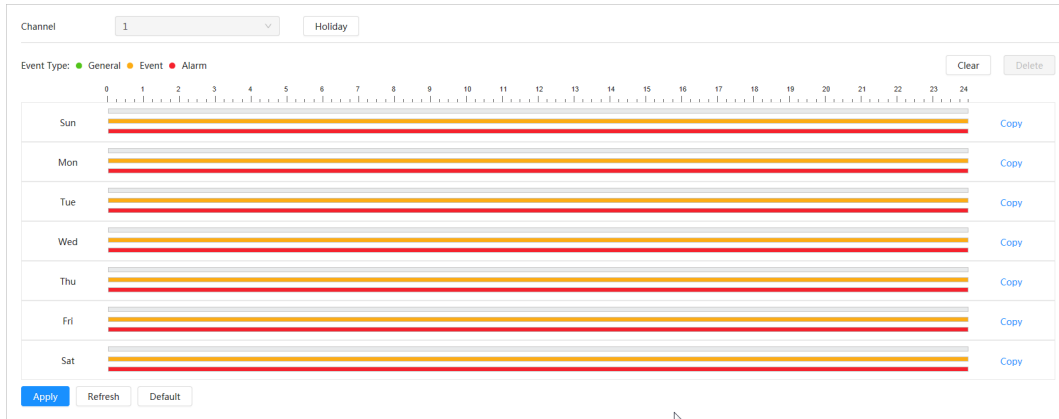 Channel 1 Holiday
Event Type: General Event Alarm Clear Delete
0 1 2 3 4 5 6 7 8 9 10 11 12 13 14 15 16 17 18 19 20 21 22 23 24
Sun Copy
Mon Copy
Tue Copy
Wed Copy
Thu Copy
Fri Copy
Sat Copy
Apply Refresh Default